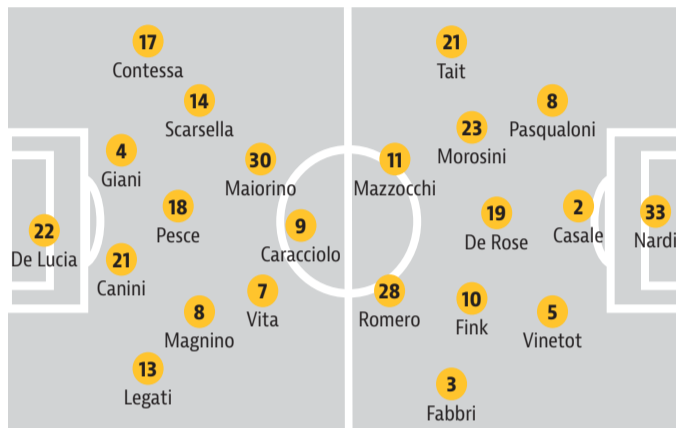 17
Contessa
14
Scarsella
4
Giani
30
Maiorino
18
Pesce
9
Caracciolo
22
De Lucia
21
Canini
7
Vita
8
Magnino
13
Legati
21
Tait
8
Pasqualoni
23
Morosini
11
Mazzocchi
19
De Rose
2
Casale
33
Nardi
28
Romero
10
Fink
5
Vinetot
3
Fabbri